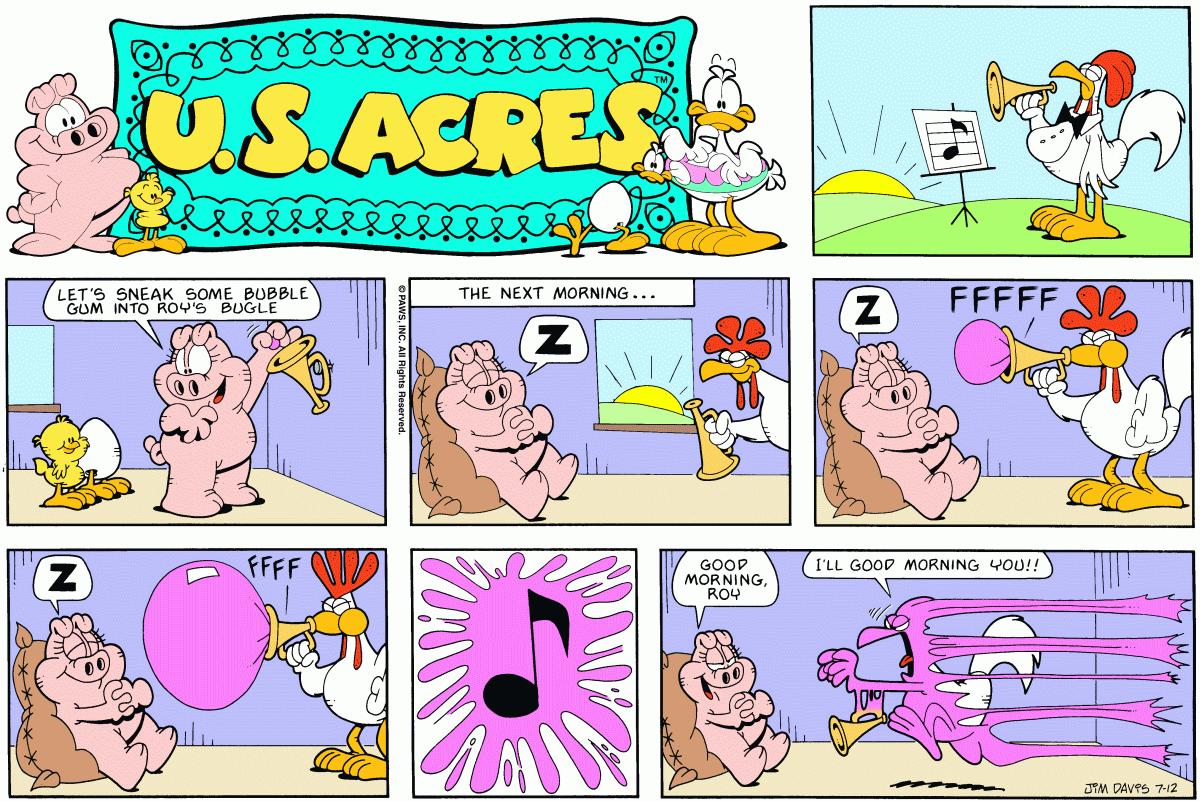 U.S. ACRES
TM
LET'S SNEAK SOME BUBBLE
GUM INTO ROY'S BUGLE
© PAWS, INC. All Rights Reserved.
THE NEXT MORNING...
Z
Z
FFFFF
Z
FFFF
GOOD
MORNING,
ROY
I'LL GOOD MORNING YOU!!
JIM DAVIS 7-12